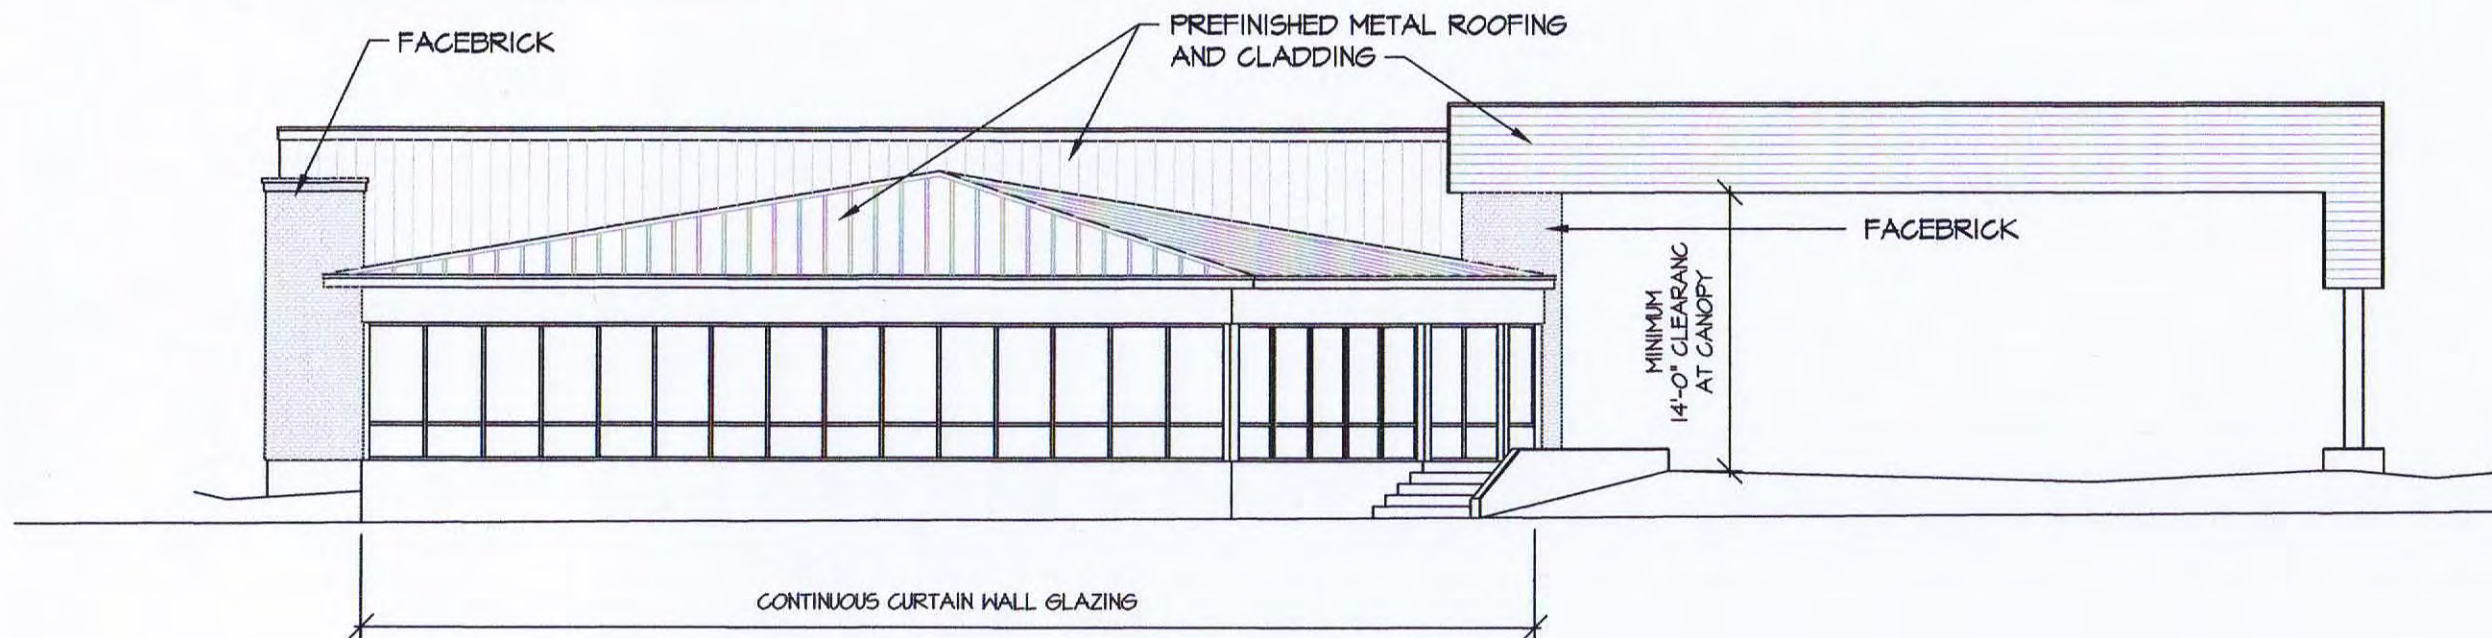 FACEBRICK
PREFINISHED METAL ROOFING
AND CLADDING
FACEBRICK
MINIMUM
14'-0" CLEARANC
AT CANOPY
CONTINUOUS CURTAIN WALL GLAZING